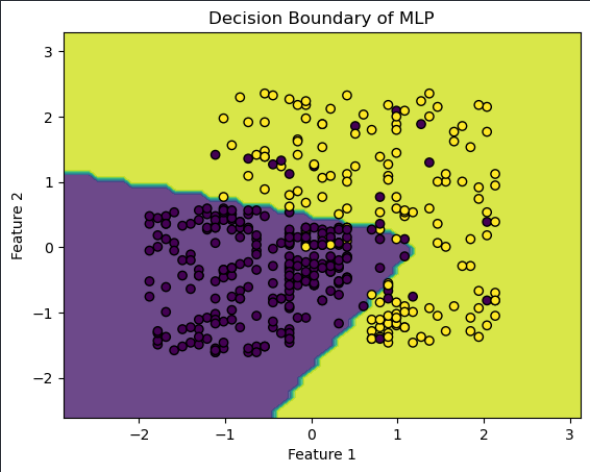 Decision Boundary of MLP
3
2
1
0
−1
−2
Feature 2
−2 −1 0 1 2 3
Feature 1